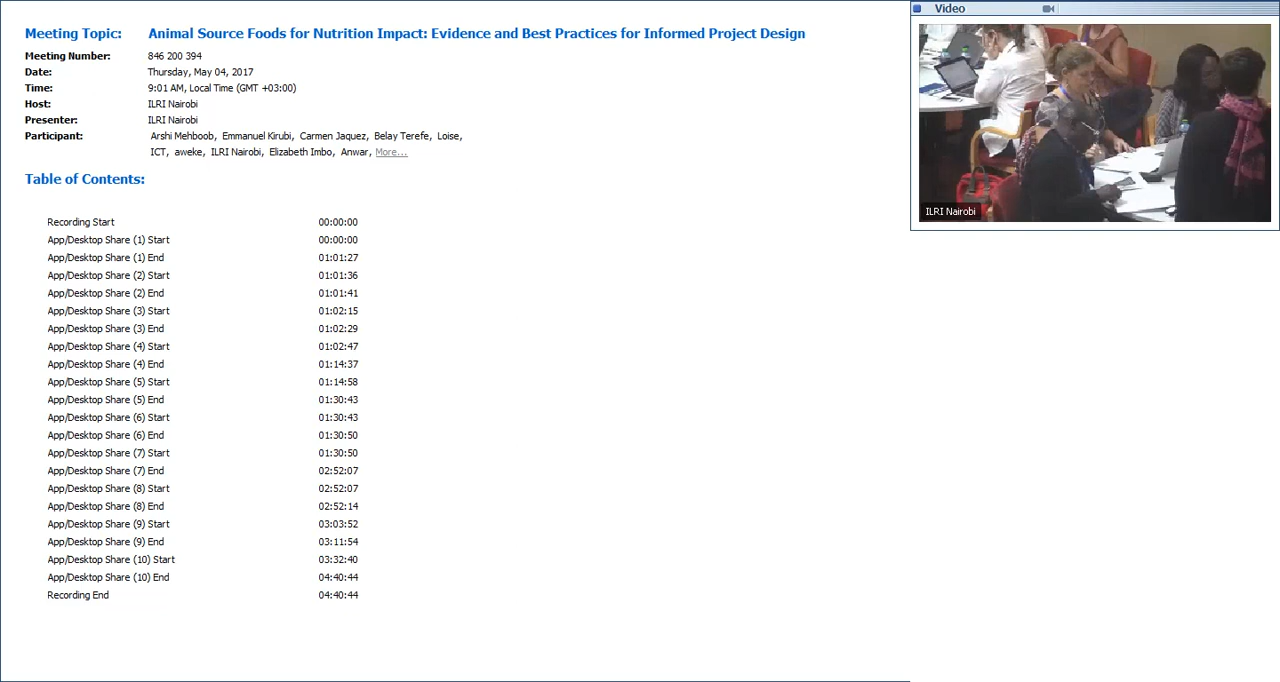 Meeting Topic: Animal Source Foods for Nutrition Impact: Evidence and Best Practices for Informed Project Design
Meeting Number: 846 200 394
Date: Thursday, May 04, 2017
Time: 9:01 AM, Local Time (GMT +03:00)
Host: ILRI Nairobi
Presenter: ILRI Nairobi
Participant: Arshi Mehboob, Emmanuel Kirubi, Carmen Jaquez, Belay Terefe, Loise,
ICT, aweke, ILRI Nairobi, Elizabeth Imbo, Anwar, More...
Table of Contents:
Recording Start 00:00:00
App/Desktop Share (1) Start 00:00:00
App/Desktop Share (1) End 01:01:27
App/Desktop Share (2) Start 01:01:36
App/Desktop Share (2) End 01:01:41
App/Desktop Share (3) Start 01:02:15
App/Desktop Share (3) End 01:02:29
App/Desktop Share (4) Start 01:02:47
App/Desktop Share (4) End 01:14:37
App/Desktop Share (5) Start 01:14:58
App/Desktop Share (5) End 01:30:43
App/Desktop Share (6) Start 01:30:43
App/Desktop Share (6) End 01:30:50
App/Desktop Share (7) Start 01:30:50
App/Desktop Share (7) End 02:52:07
App/Desktop Share (8) Start 02:52:07
App/Desktop Share (8) End 02:52:14
App/Desktop Share (9) Start 03:03:52
App/Desktop Share (9) End 03:11:54
App/Desktop Share (10) Start 03:32:40
App/Desktop Share (10) End 04:40:44
Recording End 04:40:44
Video
ILRI Nairobi